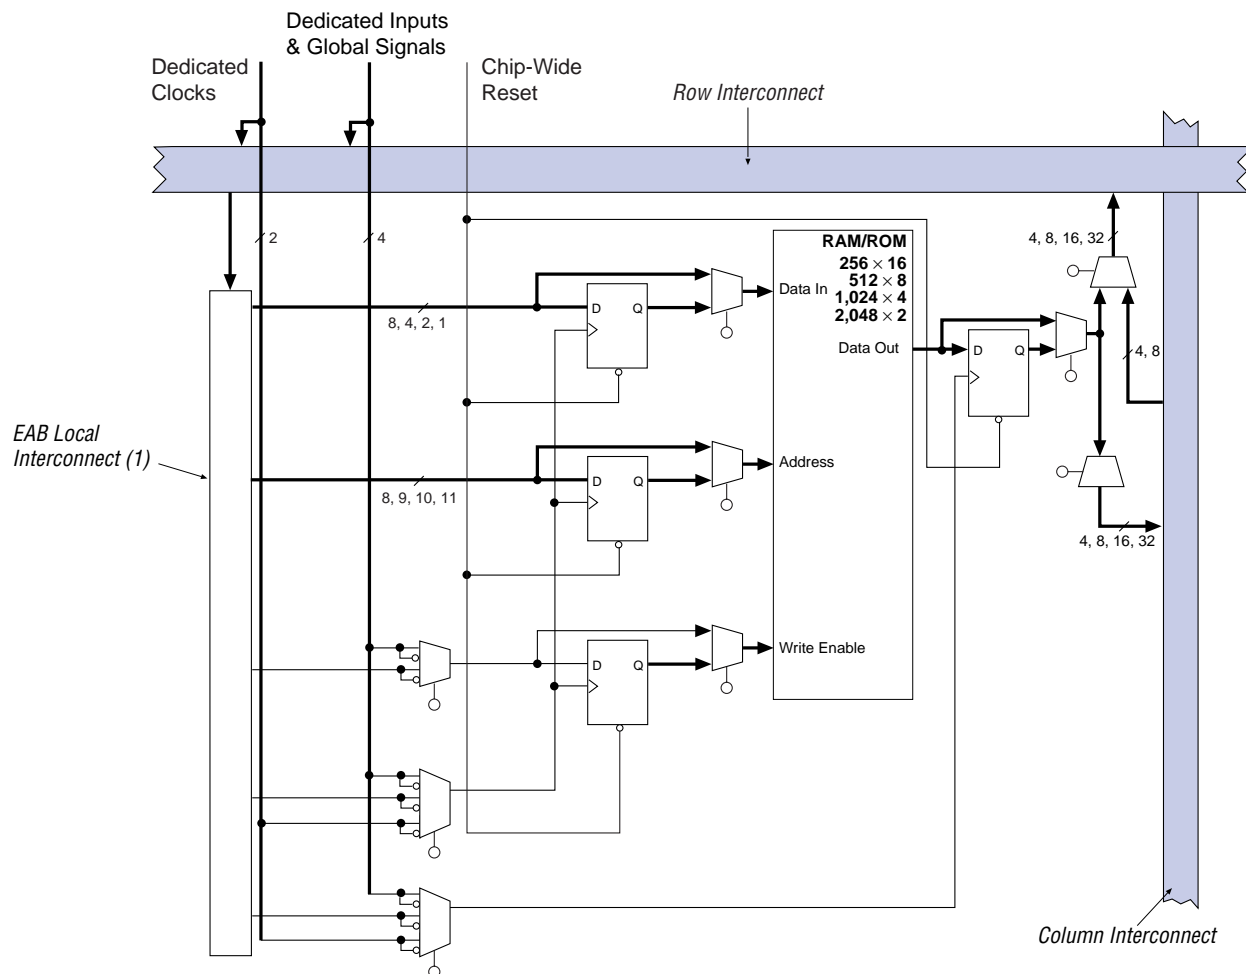 Dedicated Inputs
& Global Signals
Dedicated
Clocks
Chip-Wide
Reset
Row Interconnect
2
4
4, 8, 16, 32
RAM/ROM
256 × 16
512 × 8
1,024 × 4
2,048 × 2
Data In
D
Q
8, 4, 2, 1
Data Out
D
Q
4, 8
EAB Local
Interconnect (1)
Address
D
Q
8, 9, 10, 11
4, 8, 16, 32
Write Enable
D
Q
Column Interconnect